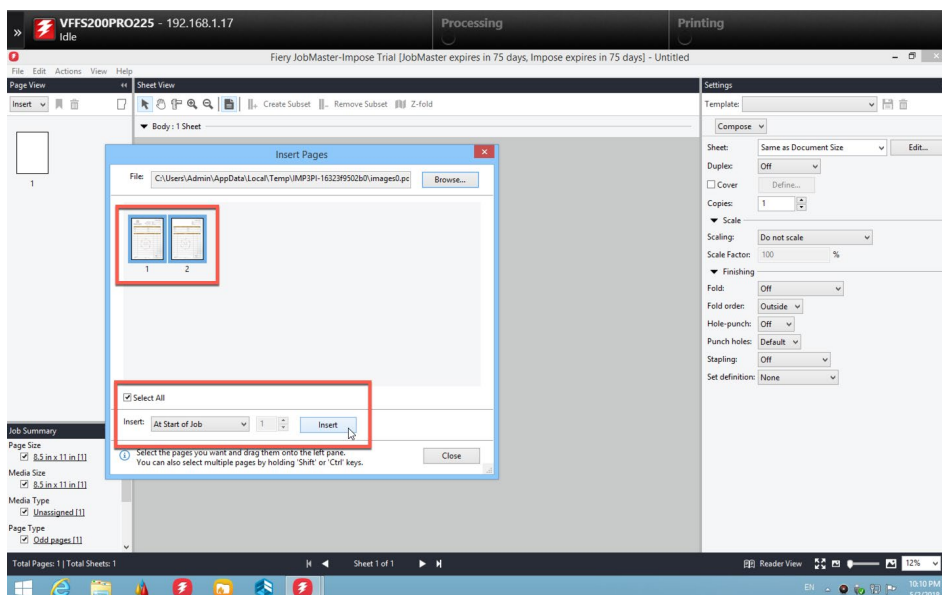 » VFFS200PRO225 - 192.168.1.17
Idle
Processing
Printing
Fiery JobMaster-Impose Trial [JobMaster expires in 75 days, Impose expires in 75 days] - Untitled
File Edit Actions View Help
Page View
Sheet View
Settings
Insert
Create Subset Remove Subset Z-fold
Template:
Body : 1 Sheet
Compose
1
Insert Pages
File: C:\Users\Admin\AppData\Local\Temp\JMP3PI-16323f9502b0\images0.pc Browse...
1 2
Select All
Insert: At Start of Job 1 Insert
Select the pages you want and drag them onto the left pane.
You can also select multiple pages by holding 'Shift' or 'Ctrl' keys.
Close
Sheet: Same as Document Size Edit...
Duplex: Off
Cover Define...
Copies: 1
Scale
Scaling: Do not scale
Scale Factor: 100 %
Finishing
Fold: Off
Fold order: Outside
Hole-punch: Off
Punch holes: Default
Stapling: Off
Set definition: None
Job Summary
Page Size
8.5 in x 11 in [1]
Media Size
8.5 in x 11 in [1]
Media Type
Unassigned [1]
Page Type
Odd pages [1]
Total Pages: 1 | Total Sheets: 1
Sheet 1 of 1
Reader View
12%
EN
10:10 PM